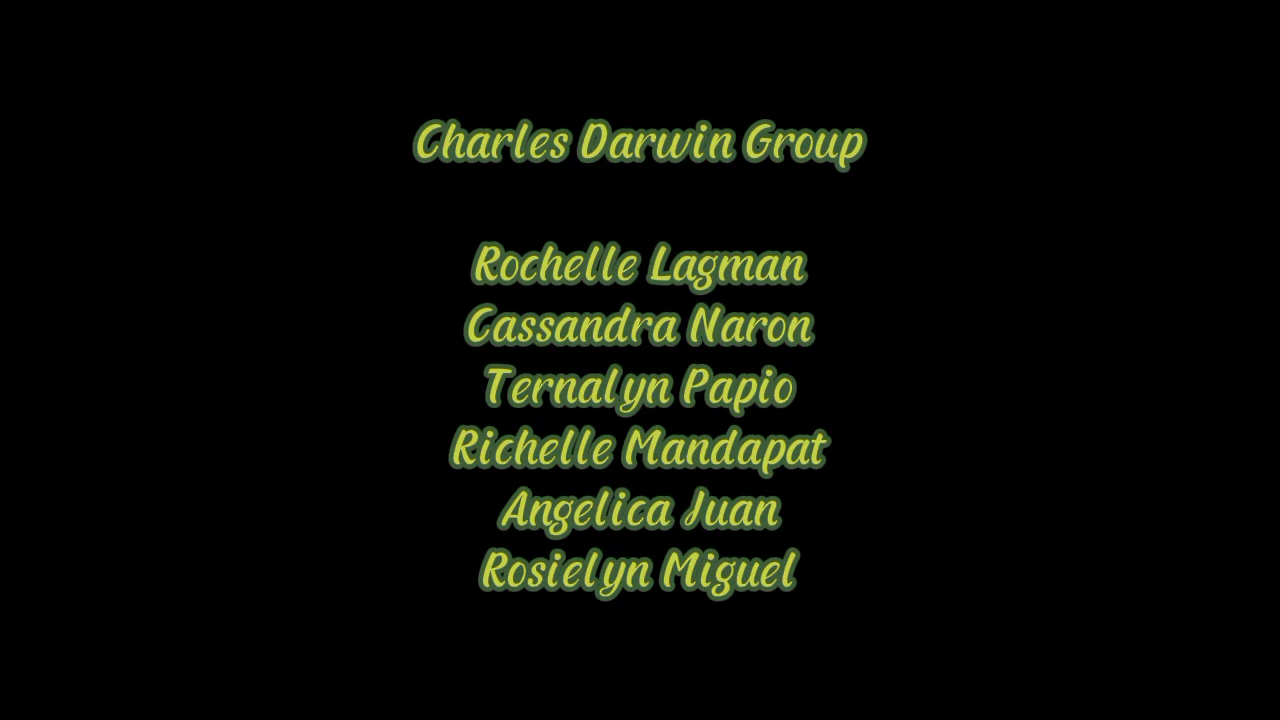 Charles Darwin Group
Rochelle Lagman
Cassandra Naron
Ternalyn Papio
Richelle Mandapat
Angelica Juan
Rosielyn Miguel